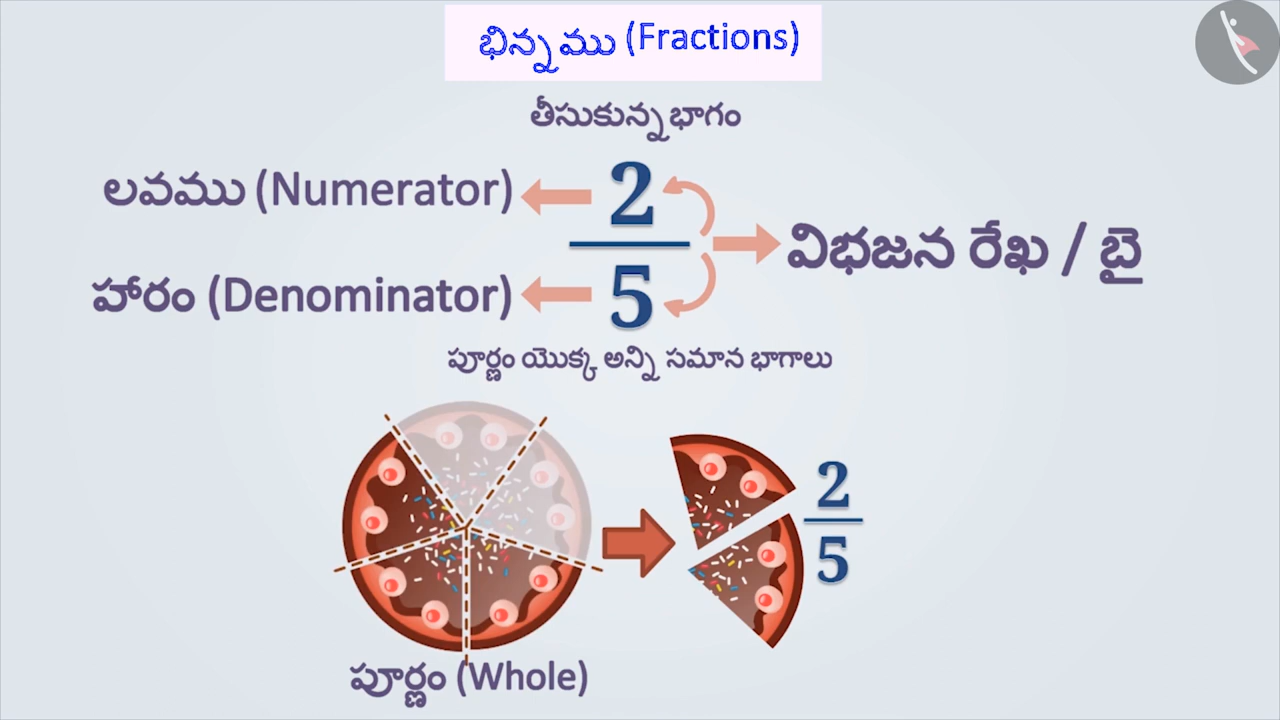 భిన్నము (Fractions)
తీసుకున్న భాగం
లవము (Numerator)
2
5
విభజన రేఖ / బై
హారం (Denominator)
పూర్ణం యొక్క అన్ని సమాన భాగాలు
2
5
పూర్ణం (Whole)